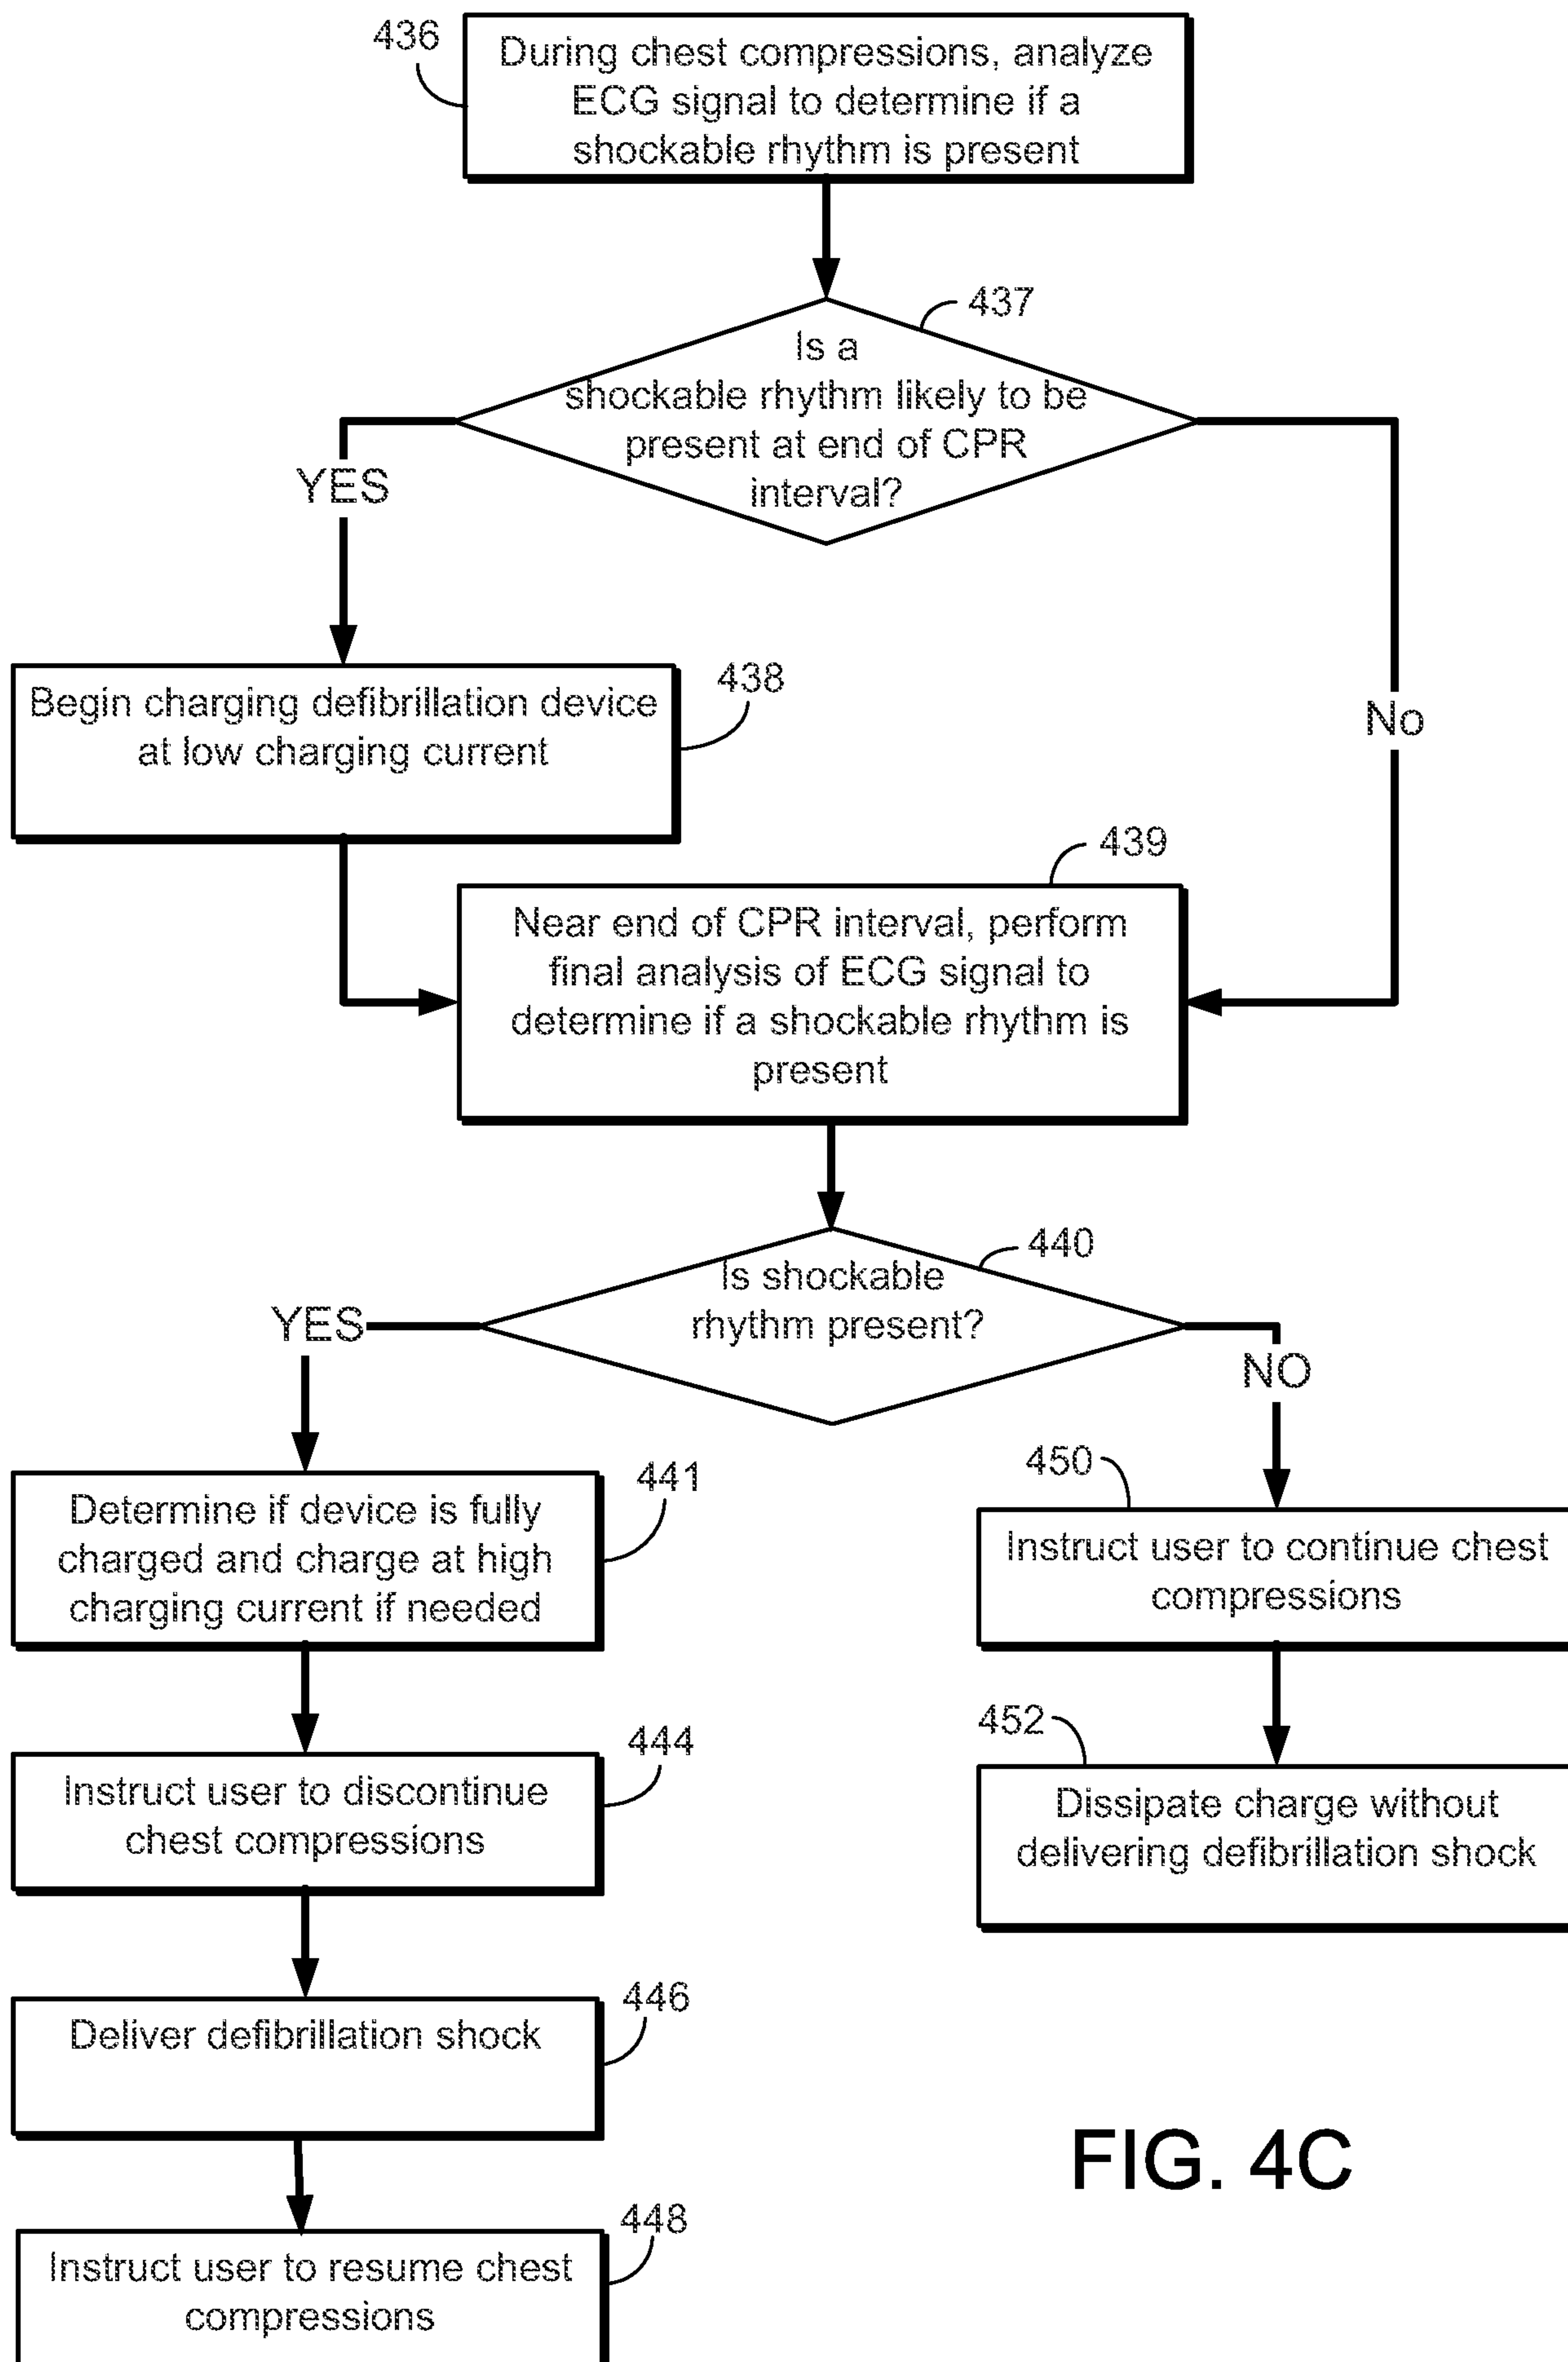 436
During chest compressions, analyze
ECG signal to determine if a
shockable rhythm is present
437
Is a
shockable rhythm likely to be
present at end of CPR
interval?
YES
No
438
Begin charging defibrillation device
at low charging current
439
Near end of CPR interval, perform
final analysis of ECG signal to
determine if a shockable rhythm is
present
440
Is shockable
rhythm present?
YES
NO
441
Determine if device is fully
charged and charge at high
charging current if needed
450
Instruct user to continue chest
compressions
444
Instruct user to discontinue
chest compressions
452
Dissipate charge without
delivering defibrillation shock
446
Deliver defibrillation shock
448
Instruct user to resume chest
compressions
FIG. 4C